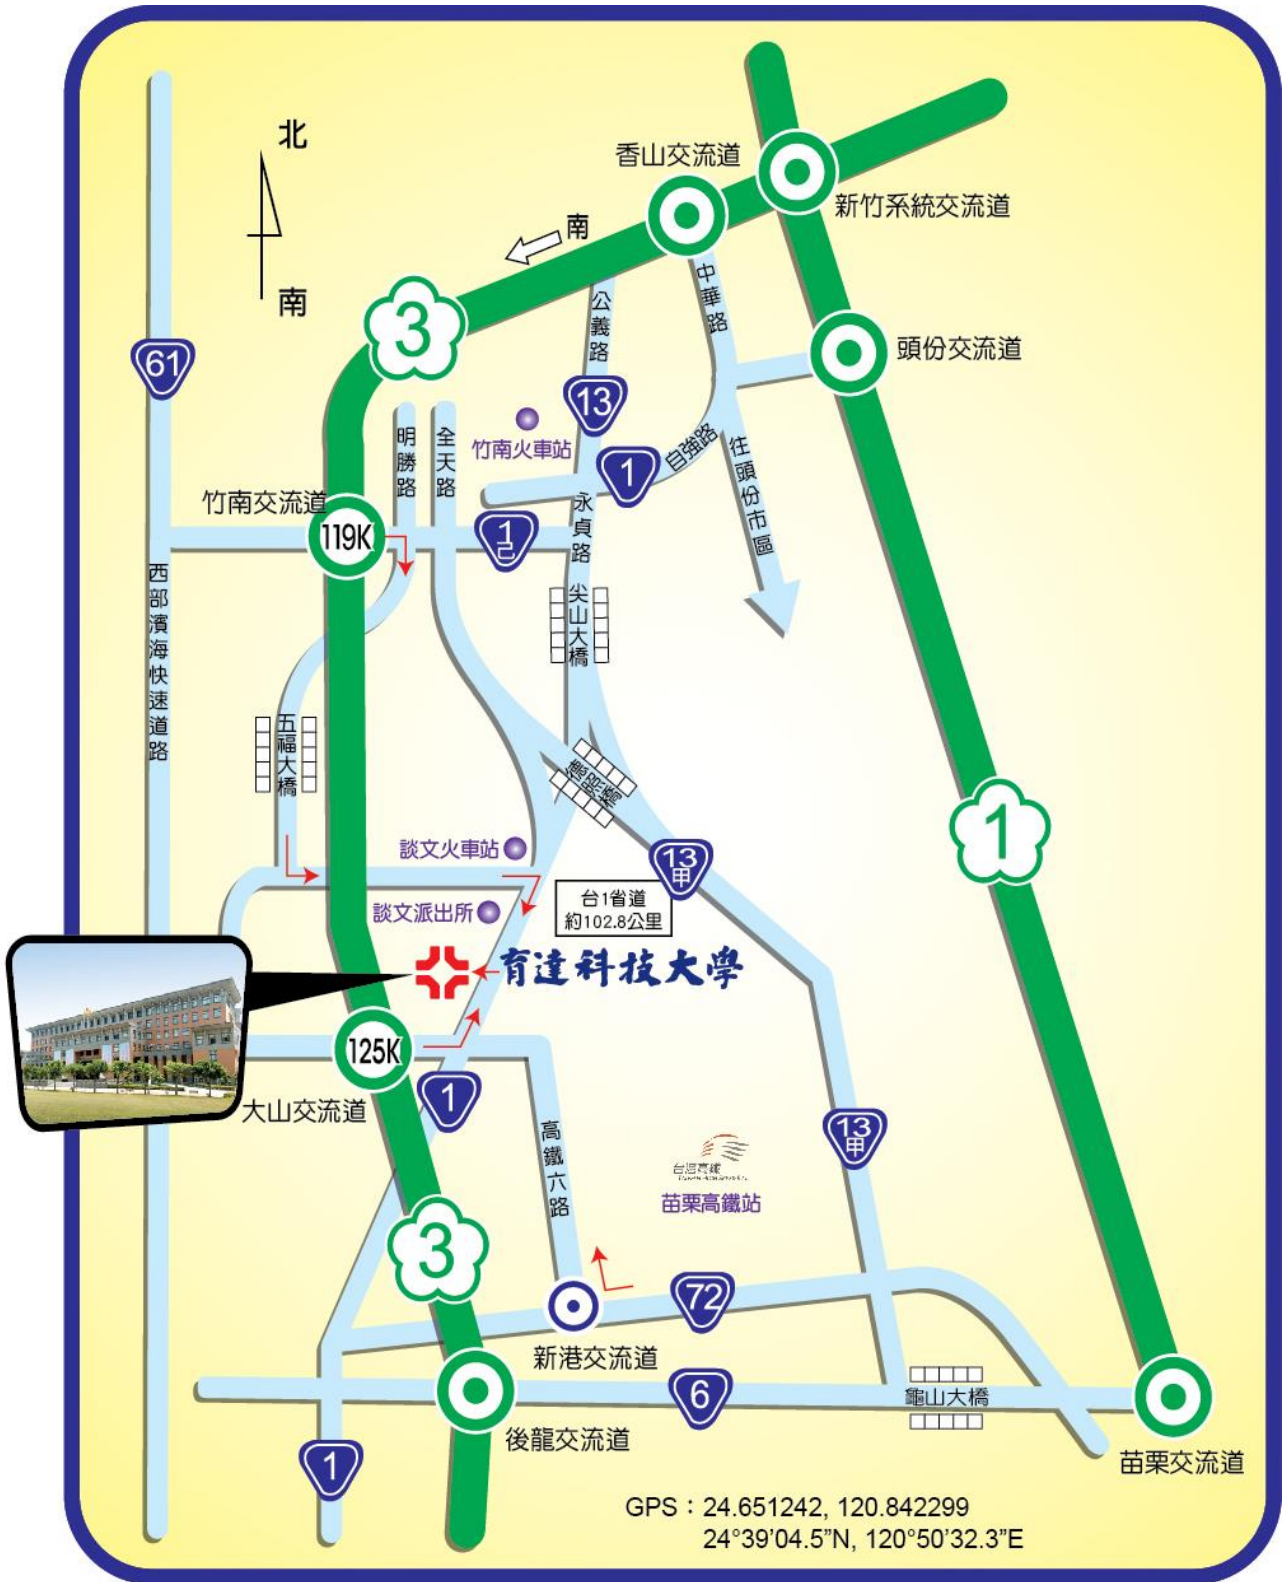 北
南
南
香山交流道
新竹系統交流道
中華路
公義路
3
頭份交流道
61
13
明勝路
全天路
竹南火車站
1
自強路
往頭份市區
竹南交流道
119K
1己
永貞路
西部濱海快速道路
尖山大橋
五福大橋
德昭橋
1
談文火車站
13甲
台1省道
約102.8公里
談文派出所
育達科技大學
125K
大山交流道
1
高鐵六路
13甲
台灣高鐵
苗栗高鐵站
3
72
新港交流道
6
龜山大橋
後龍交流道
1
苗栗交流道
GPS：24.651242, 120.842299
24°39’04.5”N, 120°50’32.3”E